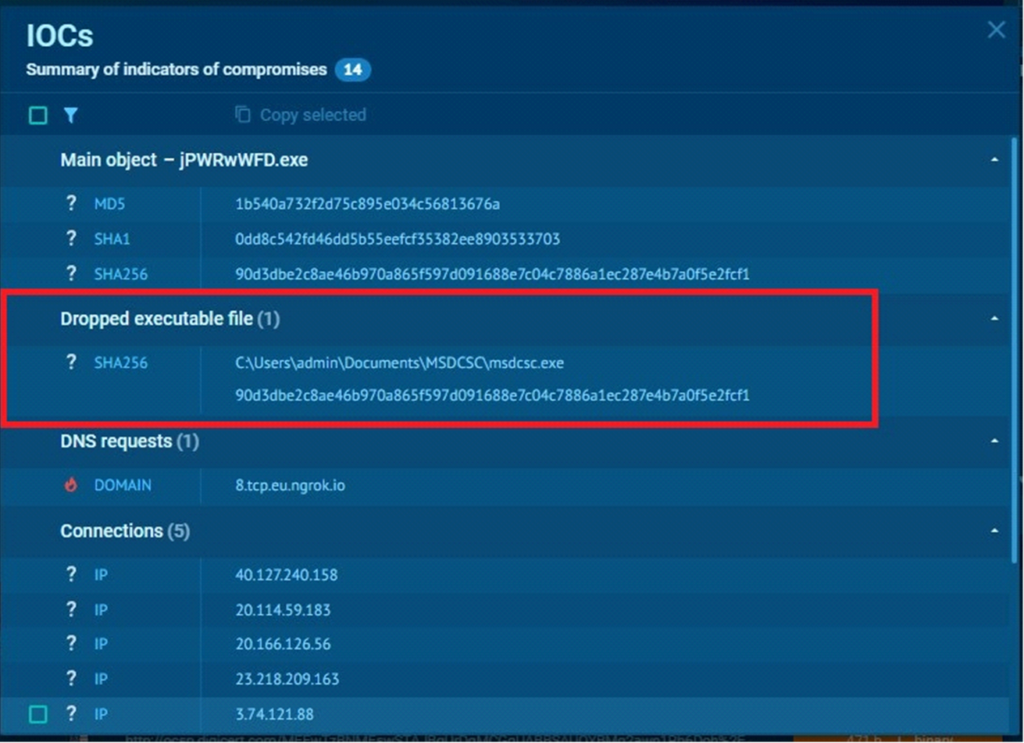 IOCs
Summary of indicators of compromises 14
Copy selected
Main object – jPWRwWFD.exe
? MD5 1b540a732f2d75c895e034c56813676a
? SHA1 0dd8c542fd46dd5b55eefcf35382ee8903533703
? SHA256 90d3dbe2c8ae46b970a865f597d091688e7c04c7886a1ec287e4b7a0f5e2fcf1
Dropped executable file (1)
? SHA256 C:\Users\admin\Documents\MSDCSC\msdcsc.exe
90d3dbe2c8ae46b970a865f597d091688e7c04c7886a1ec287e4b7a0f5e2fcf1
DNS requests (1)
DOMAIN 8.tcp.eu.ngrok.io
Connections (5)
? IP 40.127.240.158
? IP 20.114.59.183
? IP 20.166.126.56
? IP 23.218.209.163
? IP 3.74.121.88